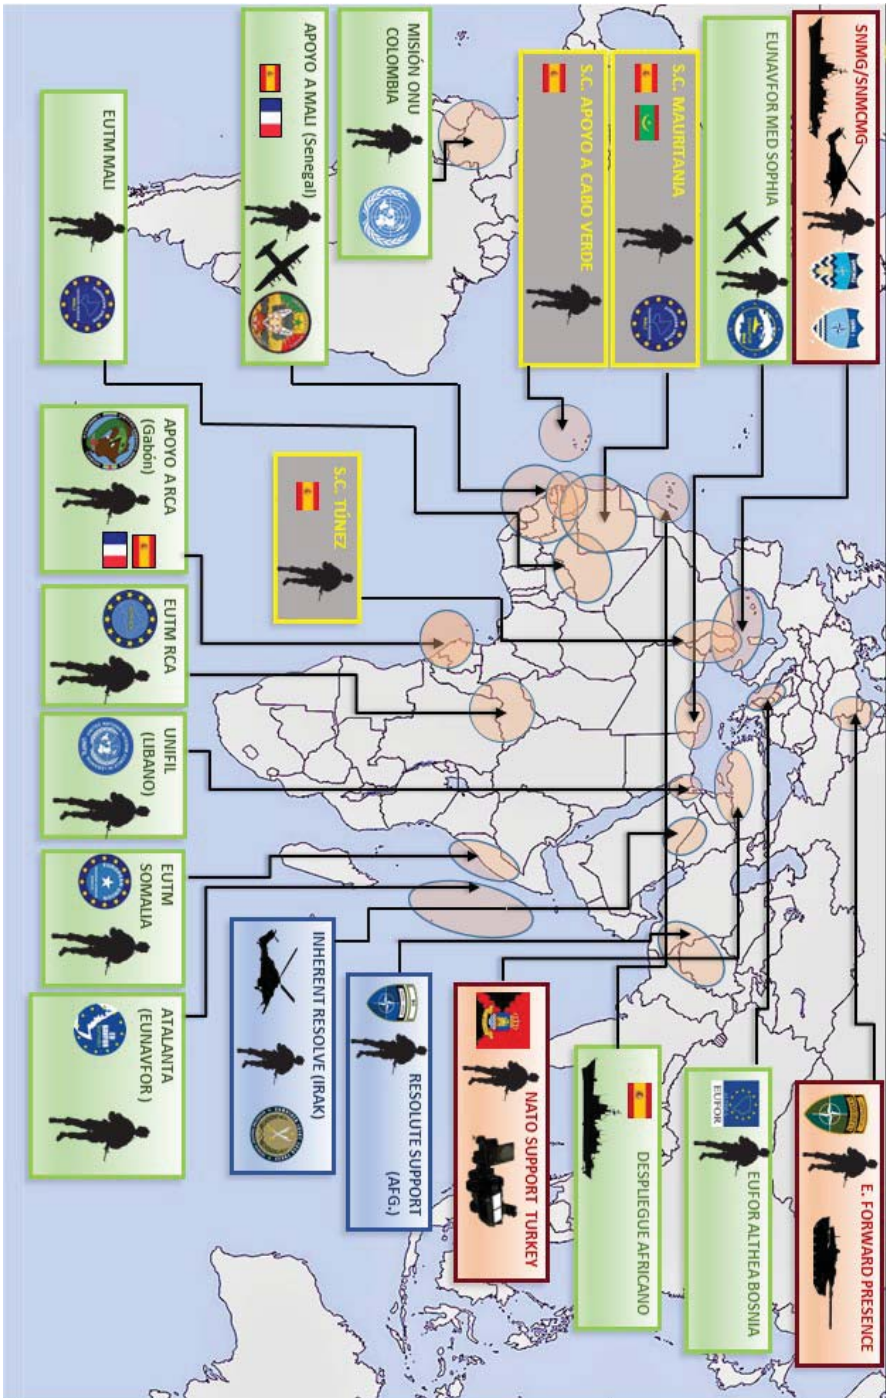 SNMG/SNMCMG
EUNAVFOR MED SOPHIA
S.C. MAURITANIA
S.C. APOYO A CABO VERDE
MISIÓN ONU
COLOMBIA
APOYO A MALI (Senegal)
EUTM MALI
E. FORWARD PRESENCE
EUFOR ALTHEA BOSNIA
EUFOR
DESPLIEGUE AFRICANO
NATO SUPPORT TURKEY
RESOLUTE SUPPORT
(AFG.)
INHERENT RESOLVE (IRAK)
S.C. TÚNEZ
APOYO A RCA
(Gabón)
EUTM RCA
UNIFIL
(LIBANO)
EUTM
SOMALIA
ATALANTA
(EUNAVFOR )